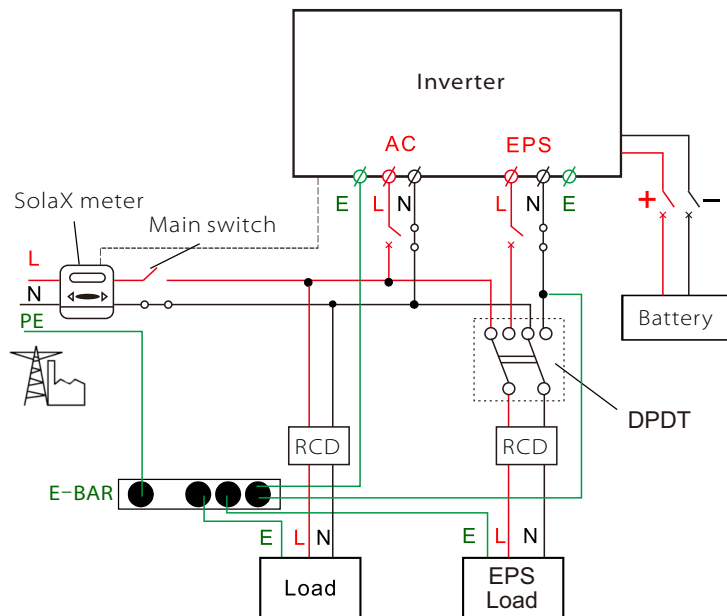 Inverter
AC
EPS
E
L
N
L
N
E
SolaX meter
Main switch
+
−
L
N
PE
Battery
DPDT
RCD
RCD
E-BAR
E
L
N
E
L
N
Load
EPS
Load